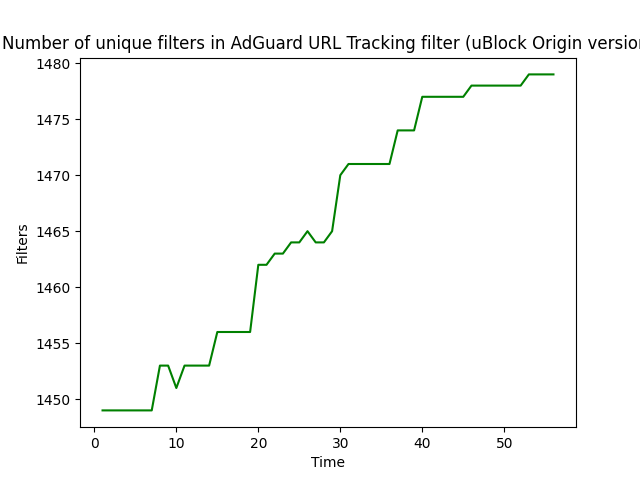 Number of unique filters in AdGuard URL Tracking filter (uBlock Origin version
1480
1475
1470
1465
1460
1455
1450
Filters
0 10 20 30 40 50
Time